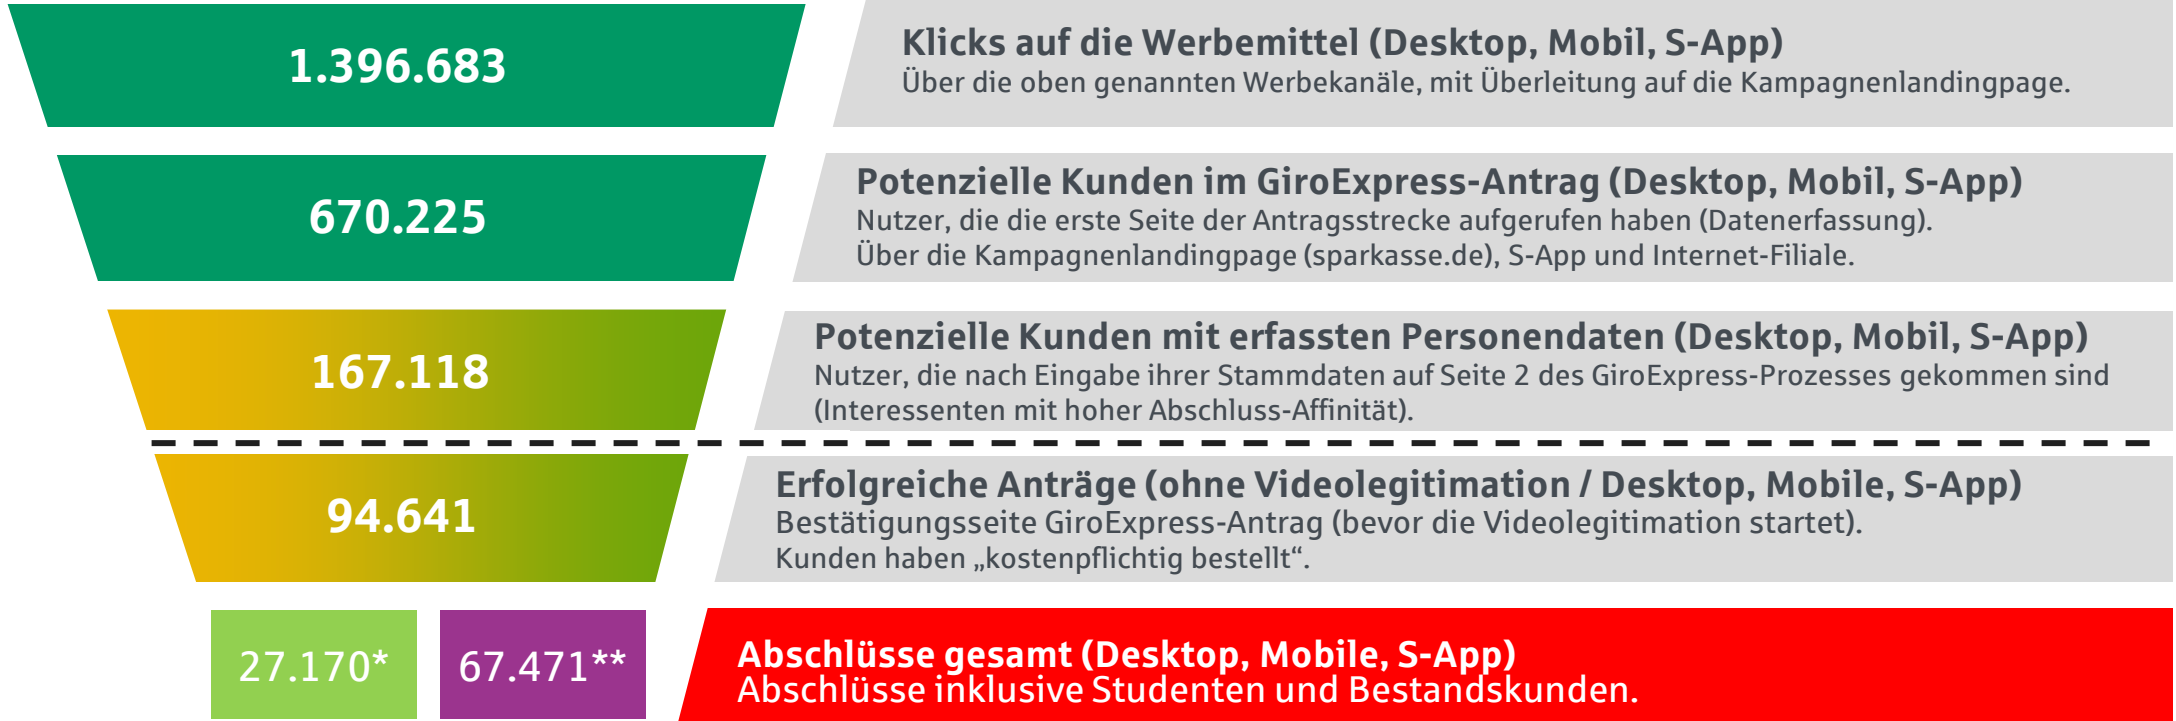 1.396.683
Klicks auf die Werbemittel (Desktop, Mobil, S-App)
Über die oben genannten Werbekanäle, mit Überleitung auf die Kampagnenlandingpage.
670.225
Potenzielle Kunden im GiroExpress-Antrag (Desktop, Mobil, S-App)
Nutzer, die die erste Seite der Antragsstrecke aufgerufen haben (Datenerfassung).
Über die Kampagnenlandingpage (sparkasse.de), S-App und Internet-Filiale.
167.118
Potenzielle Kunden mit erfassten Personendaten (Desktop, Mobil, S-App)
Nutzer, die nach Eingabe ihrer Stammdaten auf Seite 2 des GiroExpress-Prozesses gekommen sind
(Interessenten mit hoher Abschluss-Affinität).
94.641
Erfolgreiche Anträge (ohne Videolegitimation / Desktop, Mobile, S-App)
Bestätigungsseite GiroExpress-Antrag (bevor die Videolegitimation startet).
Kunden haben „kostenpflichtig bestellt“.
27.170*
67.471**
Abschlüsse gesamt (Desktop, Mobile, S-App)
Abschlüsse inklusive Studenten und Bestandskunden.